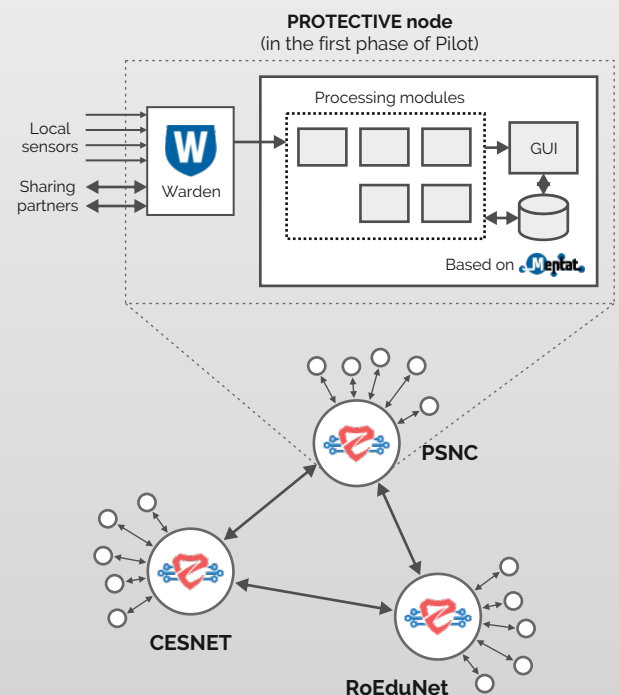 PROTECTIVE node
(in the first phase of Pilot)
Processing modules
Local
sensors
W
Warden
GUI
Sharing
partners
Based on Mentat
PSNC
CESNET
RoEduNet